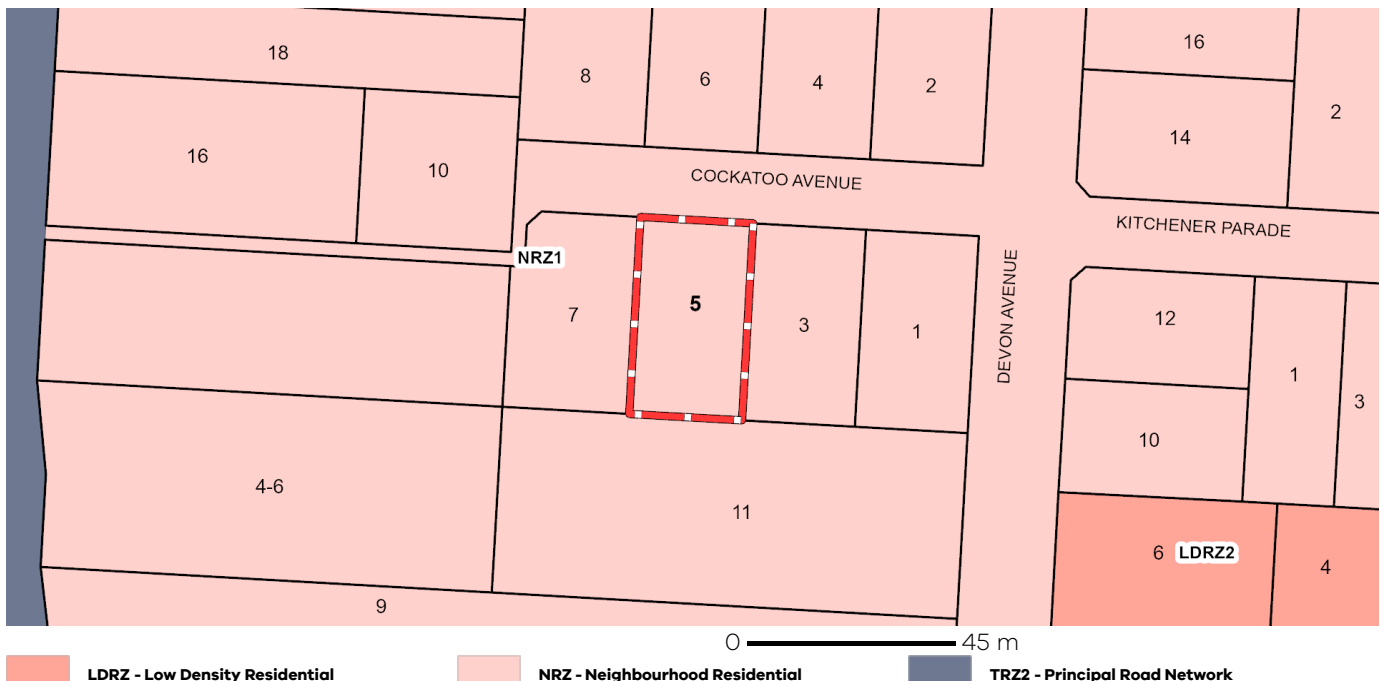 18
8
6
4
2
16
2
14
16
10
COCKATOO AVENUE
KITCHENER PARADE
NRZ1
7
5
3
1
DEVON AVENUE
12
1
3
10
4-6
11
6 LDRZ2
4
9
0 45 m
LDRZ - Low Density Residential
NRZ - Neighbourhood Residential
TRZ2 - Principal Road Network